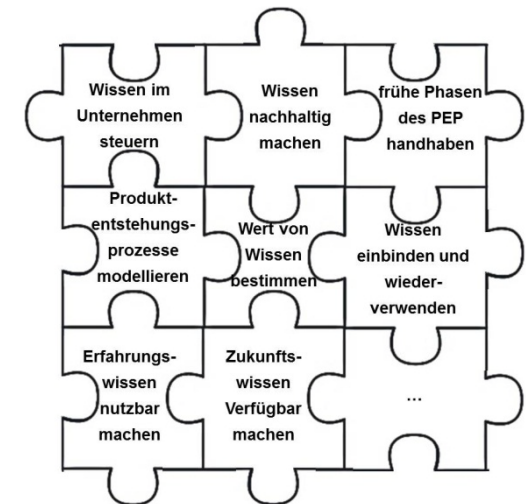 Wissen im
Unternehmen
steuern
Wissen
nachhaltig
machen
frühe Phasen
des PEP
handhaben
Produkt-
entstehungs-
prozesse
modellieren
Wert von
Wissen
bestimmen
Wissen
einbinden und
wieder-
verwenden
Erfahrungs-
wissen
nutzbar
machen
Zukunfts-
wissen
Verfügbar
machen
...